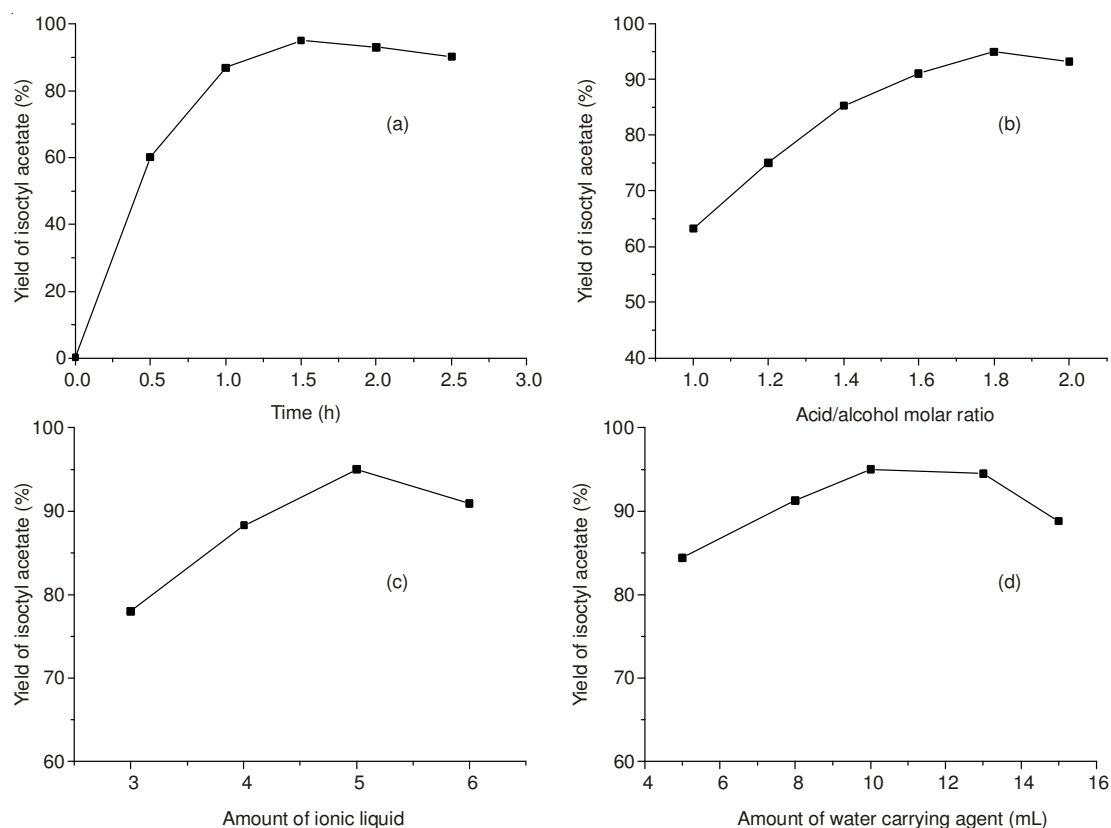 100
80
60
40
20
0
Yield of isoctyl acetate (%)
(a)
0.0 0.5 1.0 1.5 2.0 2.5 3.0
Time (h)
100
90
80
70
60
50
40
Yield of isoctyl acetate (%)
(b)
1.0 1.2 1.4 1.6 1.8 2.0
Acid/alcohol molar ratio
100
90
80
70
60
Yield of isoctyl acetate (%)
(c)
3 4 5 6
Amount of ionic liquid
100
90
80
70
60
Yield of isoctyl acetate (%)
(d)
4 6 8 10 12 14 16
Amount of water carrying agent (mL)